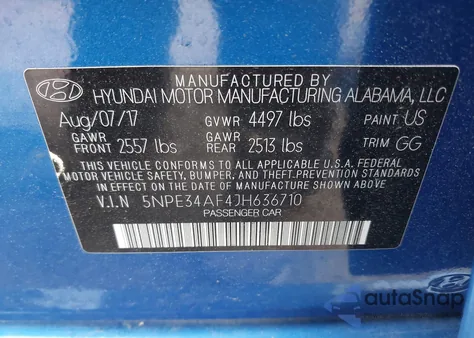 MANUFACTURED BY
HYUNDAI MOTOR MANUFACTURING ALABAMA, LLC
Aug/07/17 GVWR 4497 lbs PAINT US
GAWR FRONT 2557 lbs GAWR REAR 2513 lbs TRIM GG
THIS VEHICLE CONFORMS TO ALL APPLICABLE U.S.A. FEDERAL
MOTOR VEHICLE SAFETY, BUMPER, AND THEFT PREVENTION STANDARDS
IN EFFECT ON THE DATE OF MANUFACTURE SHOWN ABOVE.
V.I.N 5NPE34AF4JH636710
PASSENGER CAR
autoSnap